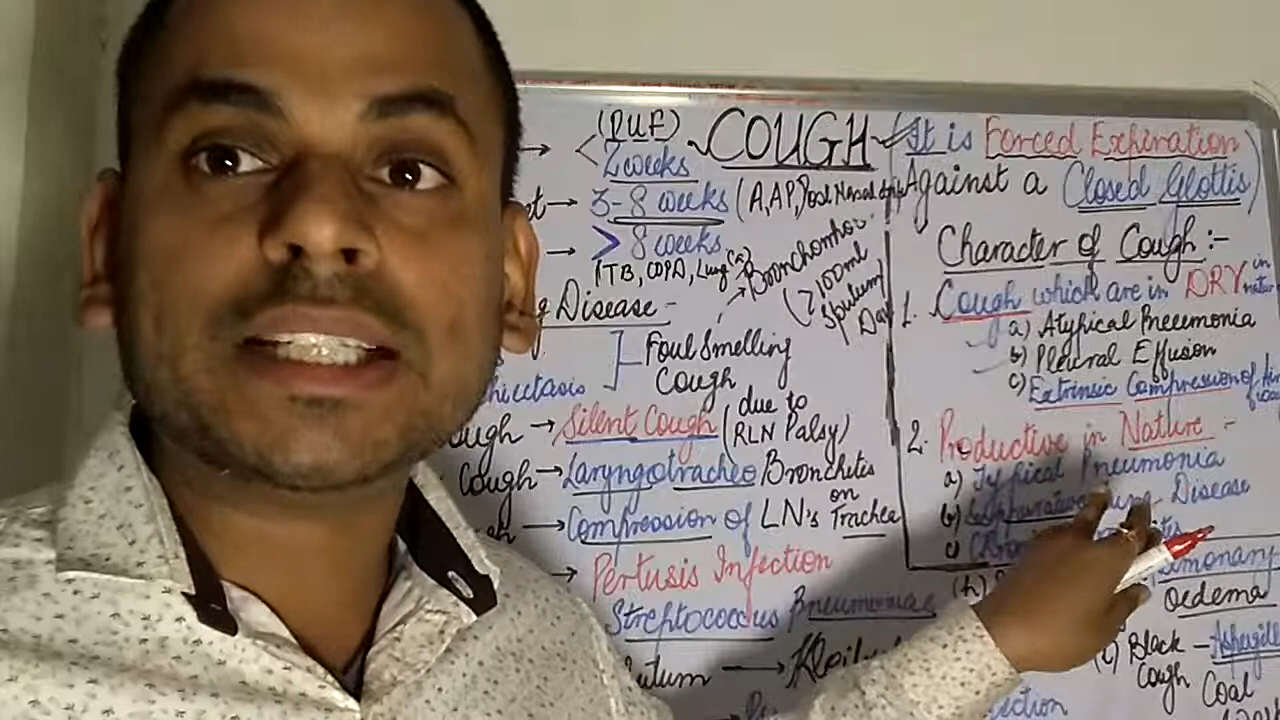 (PUF)
→ < 2 weeks
COUGH
(It is Forced Expiration
Against a Closed Glottis)
→ 3-8 weeks (A, AP, Post Nasal drip)
→ > 8 weeks
(TB, COPD, Lung Ca)
Disease -
Foul Smelling
Cough
→ Bronchorrhoe
(≥100ml
Sputum/
Day)
→ Silent Cough (due to
RLN Palsy)
Cough → Laryngotracheo Bronchitis
→ Compression of LN's on
Trachea
→ Pertusis Infection
Streptococcus Pneumoniae
→
Character of Cough :-
1. Cough which are in DRY in
a) Atypical Pneumonia
b) Pleural Effusion
c) Extrinsic Compression of
2. Productive in Nature -
a) Typical Pneumonia
b) Disease
c)
(h)
Oedema
(i) Black -
Cough Coal